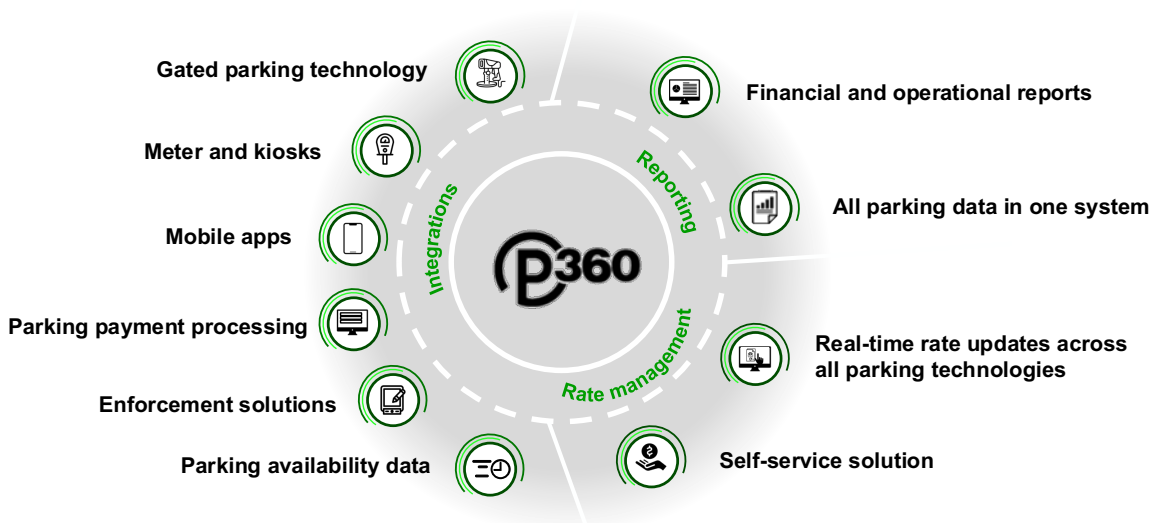 Gated parking technology
Meter and kiosks
Mobile apps
Parking payment processing
Enforcement solutions
Parking availability data
Integrations
P360
Reporting
Rate management
Financial and operational reports
All parking data in one system
Real-time rate updates across
all parking technologies
Self-service solution